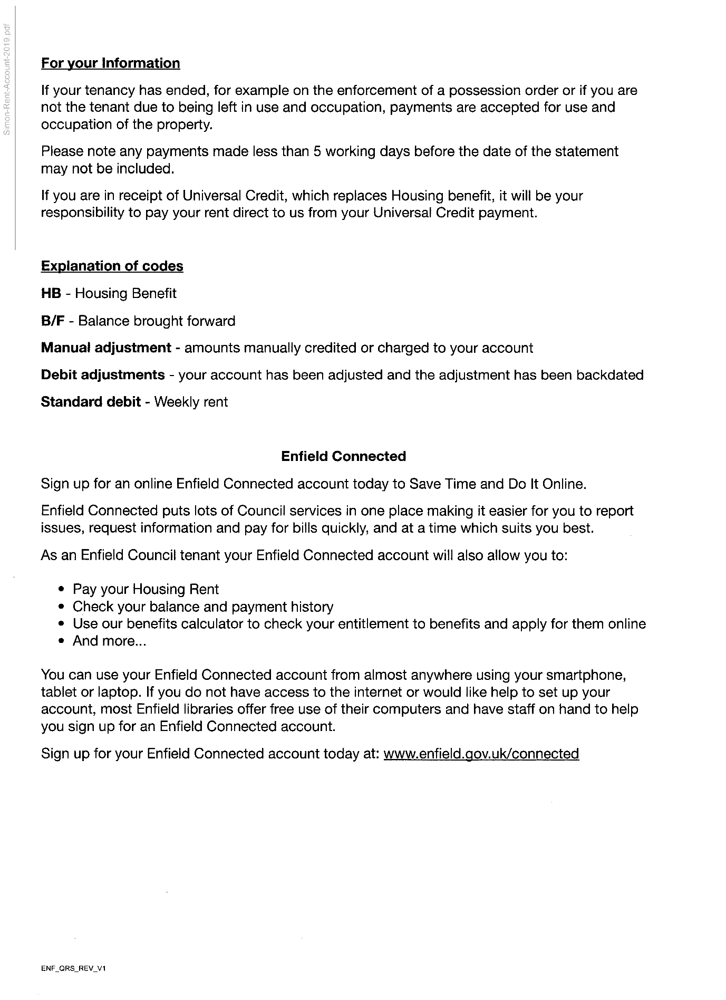 Simon-Rent-Account-2019.pdf
For your Information
If your tenancy has ended, for example on the enforcement of a possession order or if you are
not the tenant due to being left in use and occupation, payments are accepted for use and
occupation of the property.
Please note any payments made less than 5 working days before the date of the statement
may not be included.
If you are in receipt of Universal Credit, which replaces Housing benefit, it will be your
responsibility to pay your rent direct to us from your Universal Credit payment.
Explanation of codes
HB - Housing Benefit
B/F - Balance brought forward
Manual adjustment - amounts manually credited or charged to your account
Debit adjustments - your account has been adjusted and the adjustment has been backdated
Standard debit - Weekly rent
Enfield Connected
Sign up for an online Enfield Connected account today to Save Time and Do It Online.
Enfield Connected puts lots of Council services in one place making it easier for you to report
issues, request information and pay for bills quickly, and at a time which suits you best.
As an Enfield Council tenant your Enfield Connected account will also allow you to:
• Pay your Housing Rent
• Check your balance and payment history
• Use our benefits calculator to check your entitlement to benefits and apply for them online
• And more...
You can use your Enfield Connected account from almost anywhere using your smartphone,
tablet or laptop. If you do not have access to the internet or would like help to set up your
account, most Enfield libraries offer free use of their computers and have staff on hand to help
you sign up for an Enfield Connected account.
Sign up for your Enfield Connected account today at: www.enfield.gov.uk/connected
ENF_QRS_REV_V1